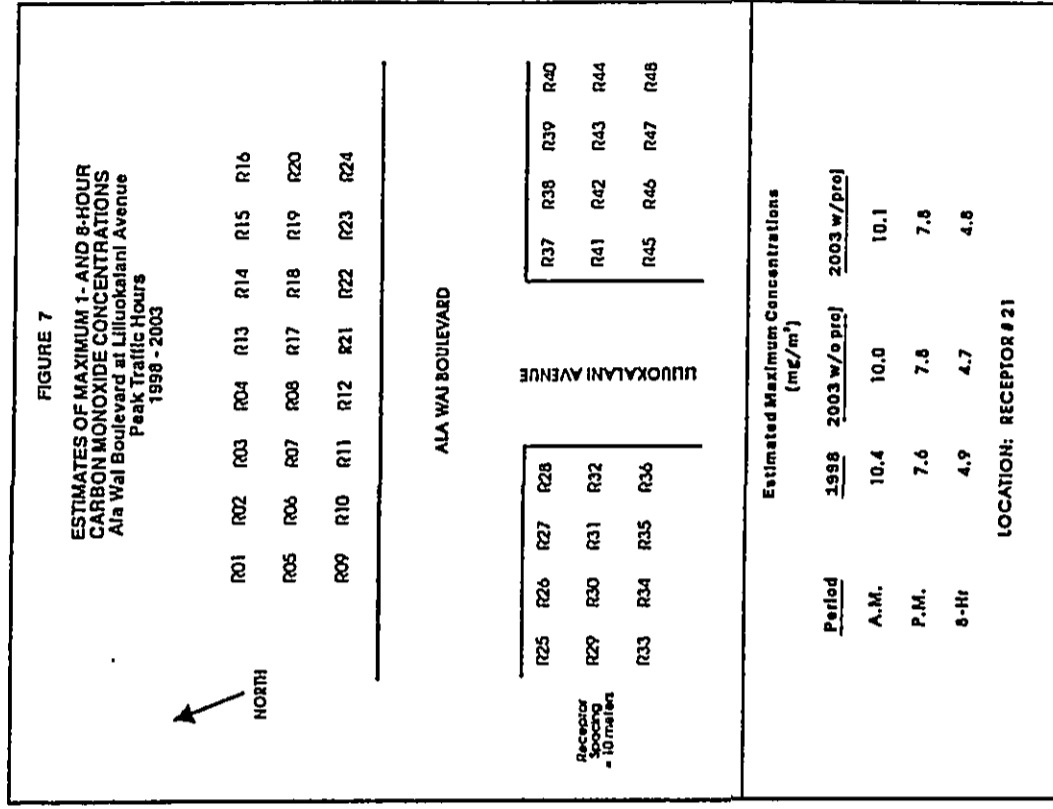 FIGURE 7
ESTIMATES OF MAXIMUM 1- AND 8-HOUR
CARBON MONOXIDE CONCENTRATIONS
Ala Wai Boulevard at Liliuokalani Avenue
Peak Traffic Hours
1998 - 2003
NORTH
R01 R02 R03 R04 R13 R14 R15 R16
R05 R06 R07 R08 R17 R18 R19 R20
R09 R10 R11 R12 R21 R22 R23 R24
ALA WAI BOULEVARD
Receptor
Spacing
= 10 meters
R25 R26 R27 R28
R29 R30 R31 R32
R33 R34 R35 R36
LILIUOKALANI AVENUE
R37 R38 R39 R40
R41 R42 R43 R44
R45 R46 R47 R48
Estimated Maximum Concentrations
(mg/m³)
Period 1998 2003 w/o proj 2003 w/proj
A.M. 10.4 10.0 10.1
P.M. 7.6 7.8 7.8
8-Hr 4.9 4.7 4.8
LOCATION: RECEPTOR # 21